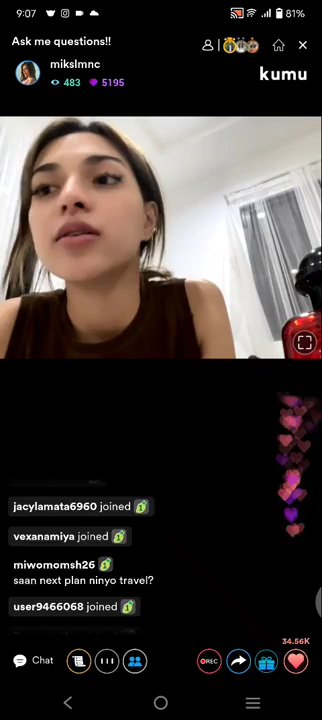 9:07
81%
Ask me questions!!
mikslmnc
483 5195
kumu
jacylamata6960 joined
vexanamiya joined
miwomomsh26
saan next plan ninyo travel?
user9466068 joined
34.56K
Chat
REC